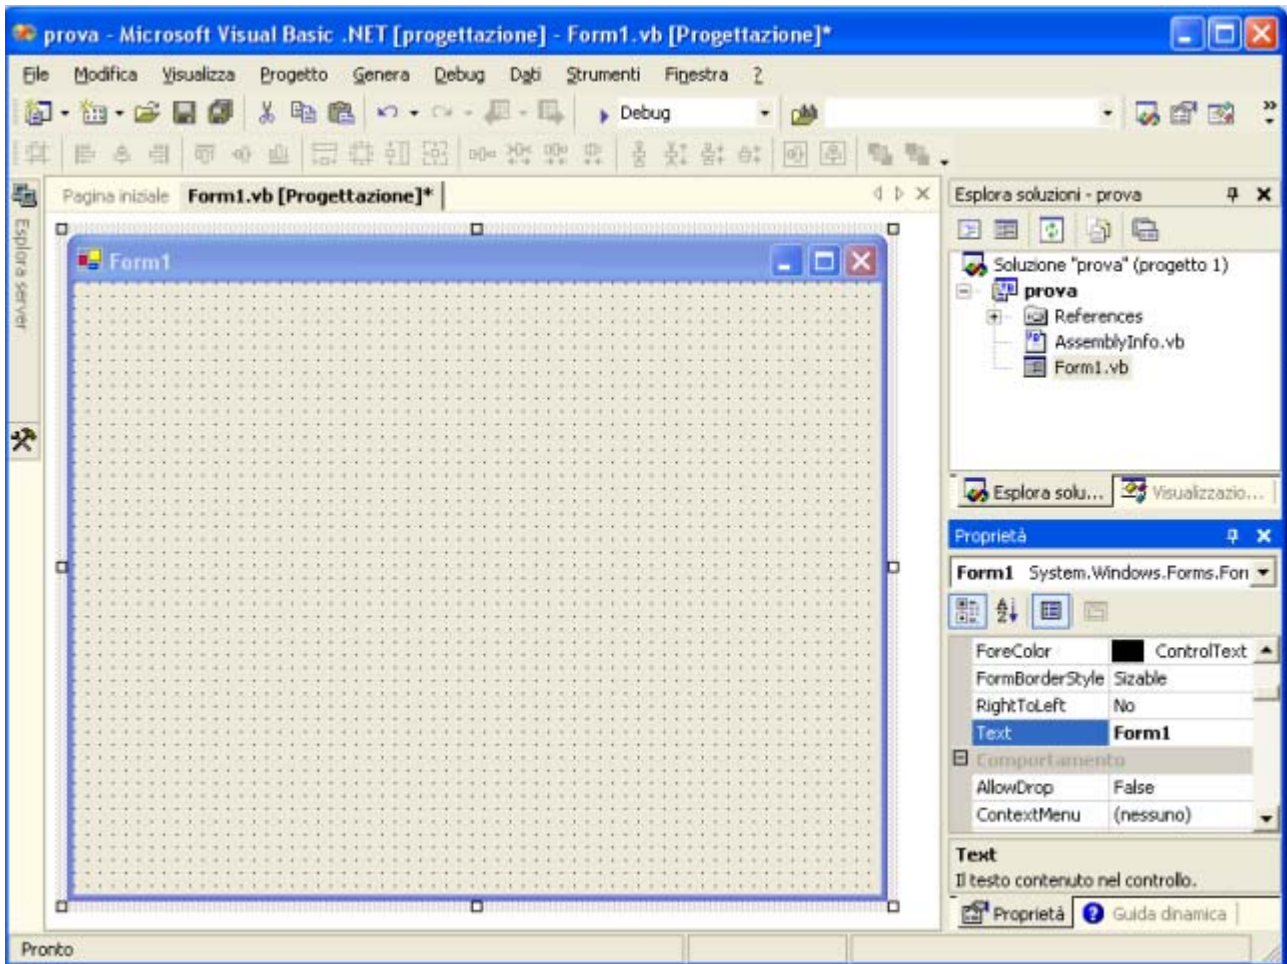 prova - Microsoft Visual Basic .NET [progettazione] - Form1.vb [Progettazione]*
File Modifica Visualizza Progetto Genera Debug Dati Strumenti Finestra ?
Debug
Pagina iniziale Form1.vb [Progettazione]*
Esplora server
Form1
Esplora soluzioni - prova
Soluzione "prova" (progetto 1)
prova
References
AssemblyInfo.vb
Form1.vb
Esplora solu... Visualizzazio...
Proprietà
Form1 System.Windows.Forms.For
ForeColor ControlText
FormBorderStyle Sizable
RightToLeft No
Text Form1
Comportamento
AllowDrop False
ContextMenu (nessuno)
Text
Il testo contenuto nel controllo.
Proprietà Guida dinamica
Pronto